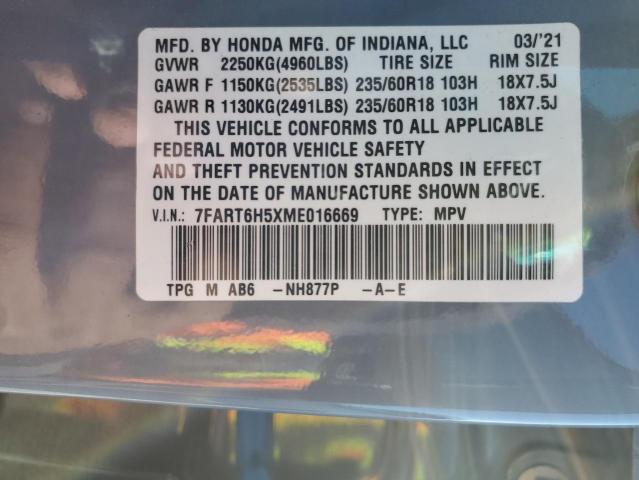 MFD. BY HONDA MFG. OF INDIANA, LLC 03/'21
GVWR 2250KG(4960LBS) TIRE SIZE RIM SIZE
GAWR F 1150KG(2535LBS) 235/60R18 103H 18X7.5J
GAWR R 1130KG(2491LBS) 235/60R18 103H 18X7.5J
THIS VEHICLE CONFORMS TO ALL APPLICABLE
FEDERAL MOTOR VEHICLE SAFETY
AND THEFT PREVENTION STANDARDS IN EFFECT
ON THE DATE OF MANUFACTURE SHOWN ABOVE.
V.I.N.: 7FART6H5XME016669 TYPE: MPV
TPG M AB6 -NH877P -A-E